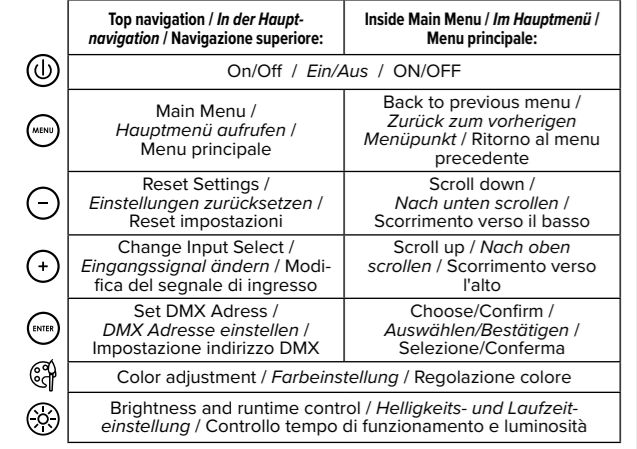 Top navigation / In der Haupt-
navigation / Navigazione superiore:
Inside Main Menu / Im Hauptmenü /
Menu principale:
On/Off / Ein/Aus / ON/OFF
MENU
Main Menu /
Hauptmenü aufrufen /
Menu principale
Back to previous menu /
Zurück zum vorherigen
Menüpunkt / Ritorno al menu
precedente
Reset Settings /
Einstellungen zurücksetzen /
Reset impostazioni
Scroll down /
Nach unten scrollen /
Scorrimento verso il basso
Change Input Select /
Eingangssignal ändern / Modi-
fica del segnale di ingresso
Scroll up / Nach oben
scrollen / Scorrimento verso
l'alto
ENTER
Set DMX Adress /
DMX Adresse einstellen /
Impostazione indirizzo DMX
Choose/Confirm /
Auswählen/Bestätigen /
Selezione/Conferma
Color adjustment / Farbeinstellung / Regolazione colore
Brightness and runtime control / Helligkeits- und Laufzeit-
einstellung / Controllo tempo di funzionamento e luminosità